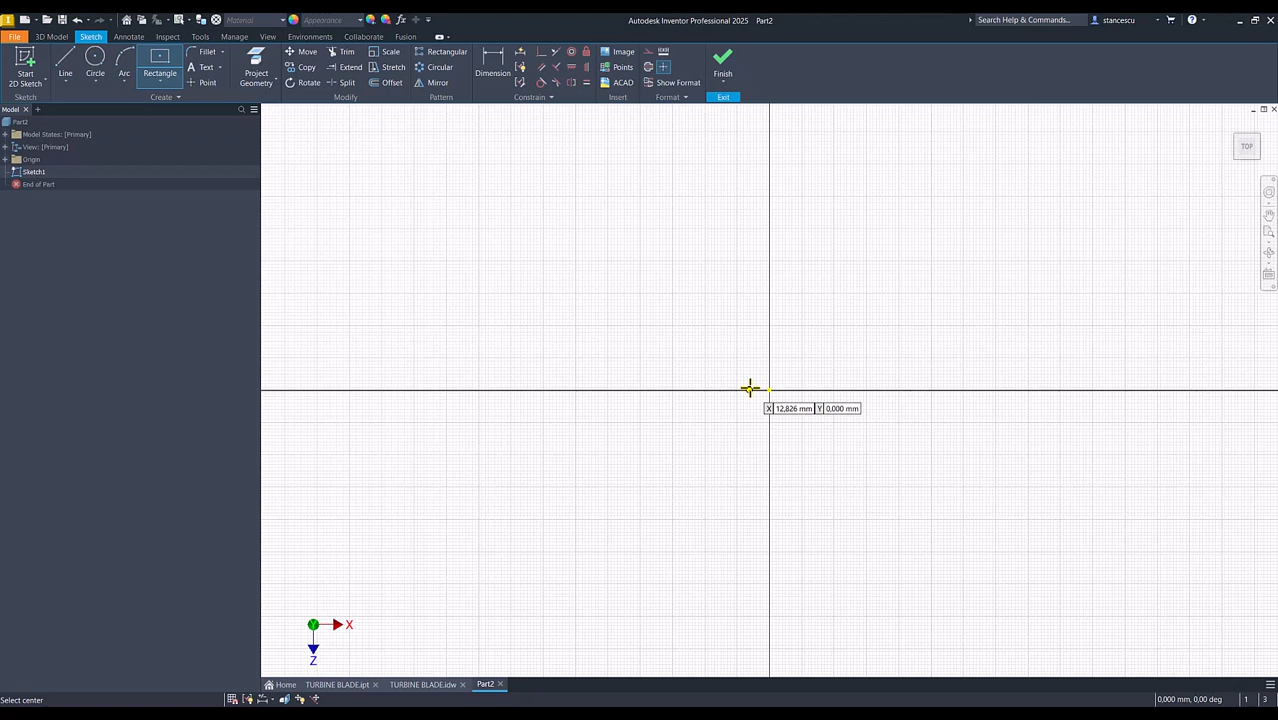 Material
Appearance
Autodesk Inventor Professional 2025 Part2
Search Help & Commands...
stancescu
File
3D Model
Sketch
Annotate
Inspect
Tools
Manage
View
Environments
Collaborate
Fusion
Start
2D Sketch
Line
Circle
Arc
Rectangle
Fillet
Text
Point
Project
Geometry
Move
Copy
Rotate
Trim
Extend
Split
Scale
Stretch
Offset
Rectangular
Circular
Mirror
Dimension
Image
Points
ACAD
Show Format
Finish
Sketch
Create
Modify
Pattern
Constrain
Insert
Format
Exit
Model
Part2
Model States: [Primary]
View: [Primary]
Origin
Sketch1
End of Part
TOP
X 12,826 mm Y 0,000 mm
X
Y
Z
Home
TURBINE BLADE.ipt
TURBINE BLADE.idw
Part2
Select center
0,000 mm, 0,00 deg
1
3